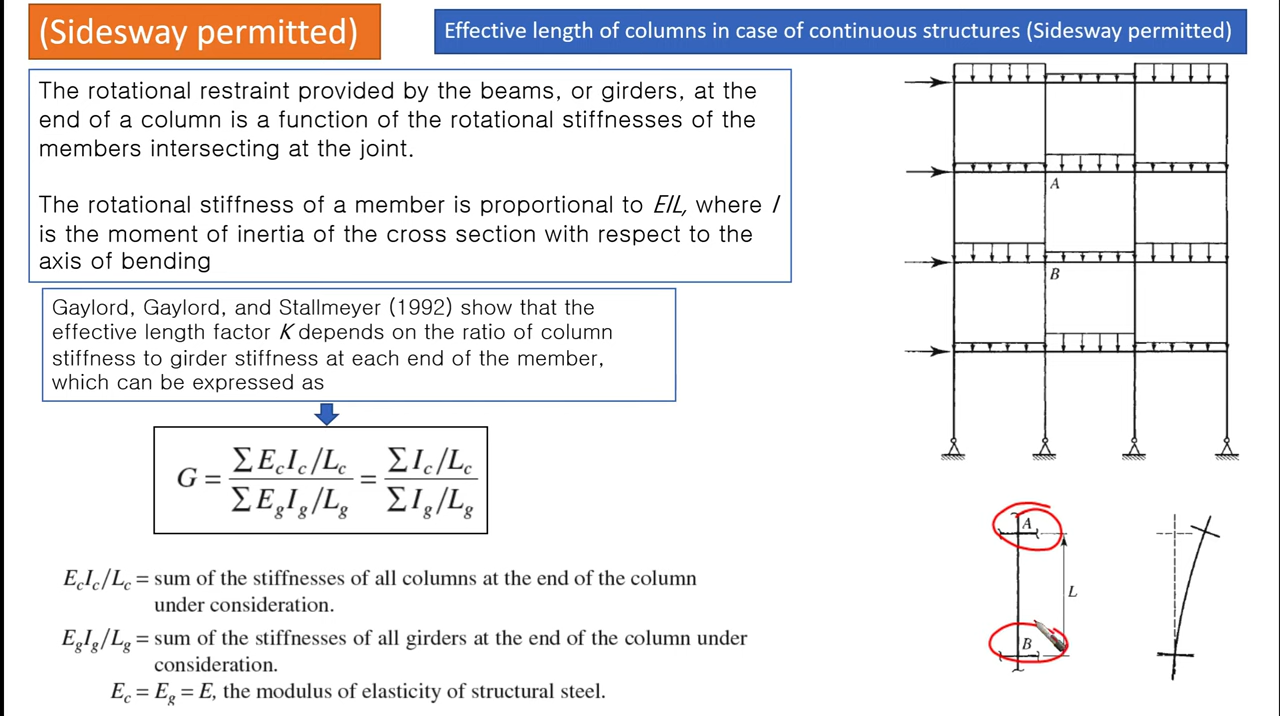 (Sidesway permitted)
Effective length of columns in case of continuous structures (Sidesway permitted)
The rotational restraint provided by the beams, or girders, at the
end of a column is a function of the rotational stiffnesses of the
members intersecting at the joint.
The rotational stiffness of a member is proportional to EIL, where I
is the moment of inertia of the cross section with respect to the
axis of bending
Gaylord, Gaylord, and Stallmeyer (1992) show that the
effective length factor K depends on the ratio of column
stiffness to girder stiffness at each end of the member,
which can be expressed as
G = ΣE_cI_c/L_c / ΣE_gI_g/L_g = ΣI_c/L_c / ΣI_g/L_g
E_cI_c/L_c = sum of the stiffnesses of all columns at the end of the column
under consideration.
E_gI_g/L_g = sum of the stiffnesses of all girders at the end of the column under
consideration.
E_c = E_g = E, the modulus of elasticity of structural steel.
A
B
A
L
B